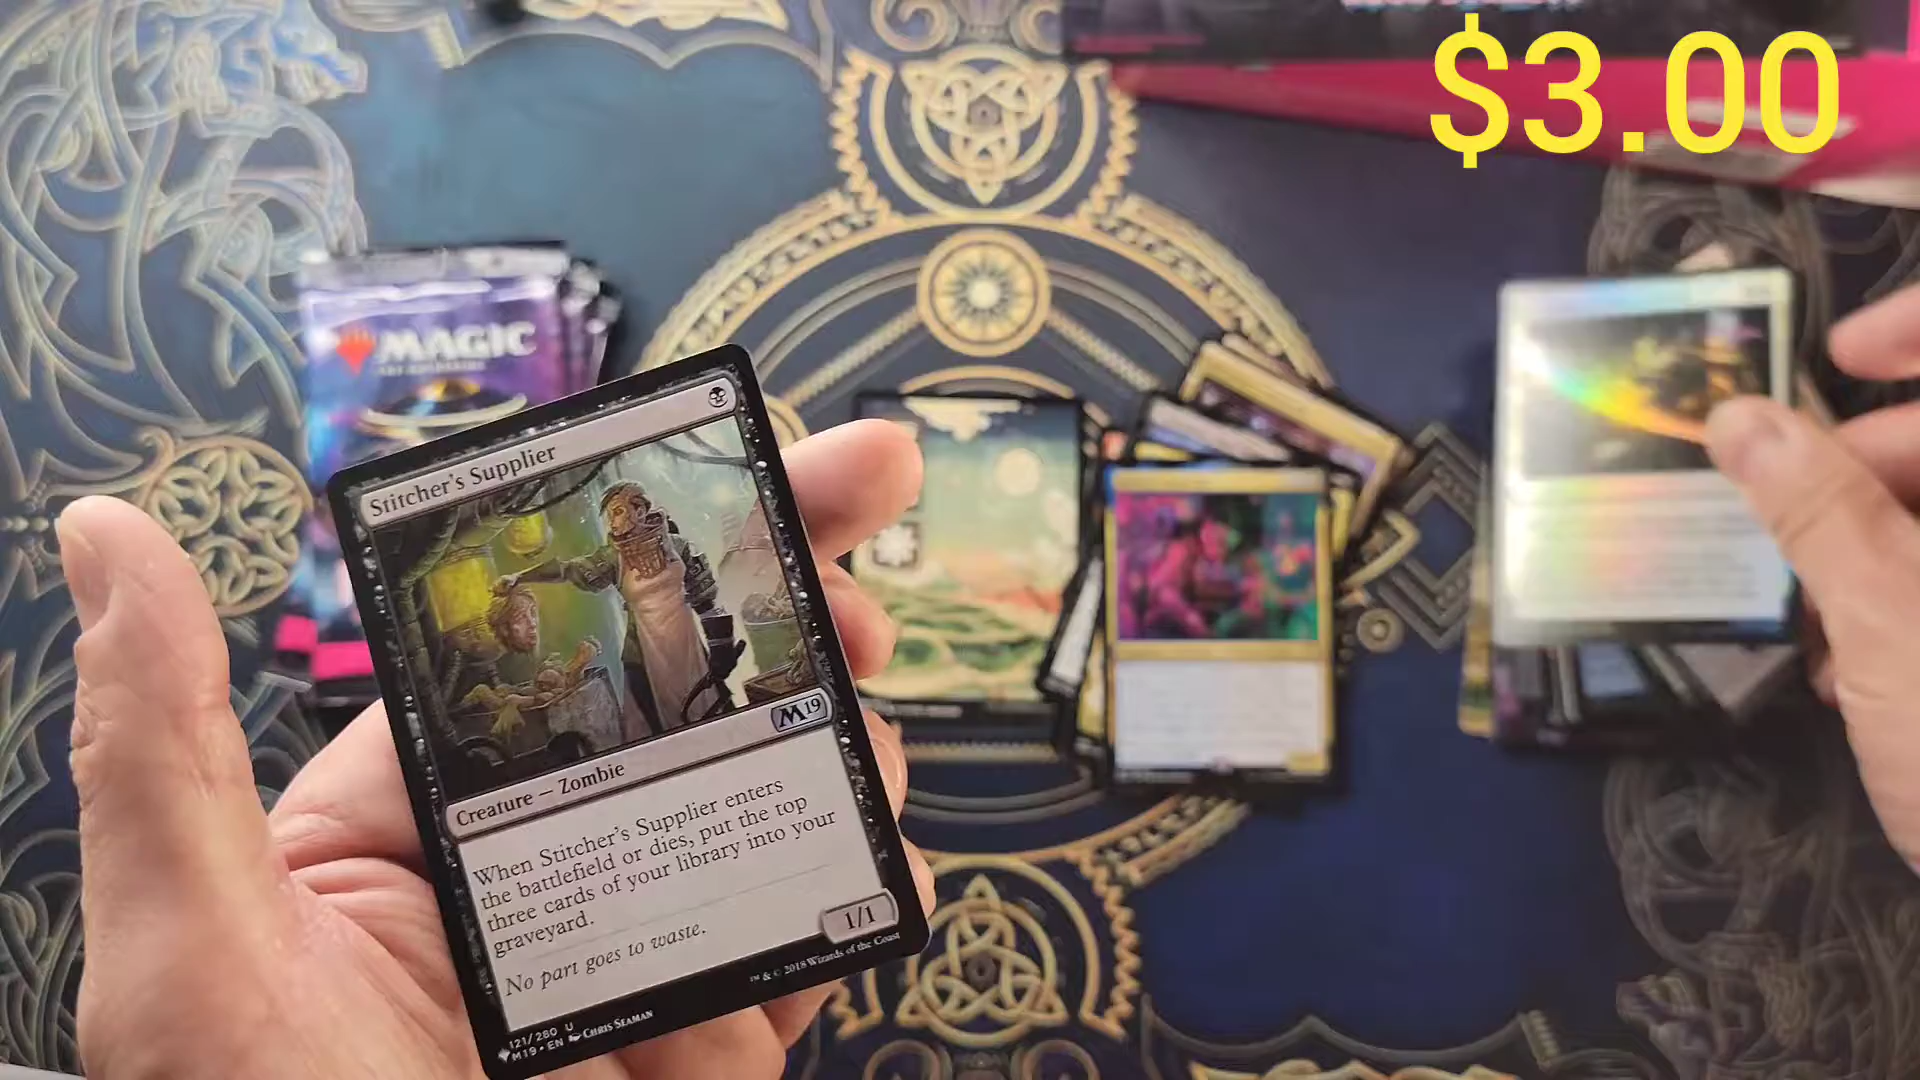 $3.00
MAGIC
Stitcher's Supplier
M19
Creature — Zombie
When Stitcher's Supplier enters
the battlefield or dies, put the top
three cards of your library into your
graveyard.
No part goes to waste.
1/1
121/280 U
M19 • EN CHRIS SEAMAN
™ & © 2018 Wizards of the Coast